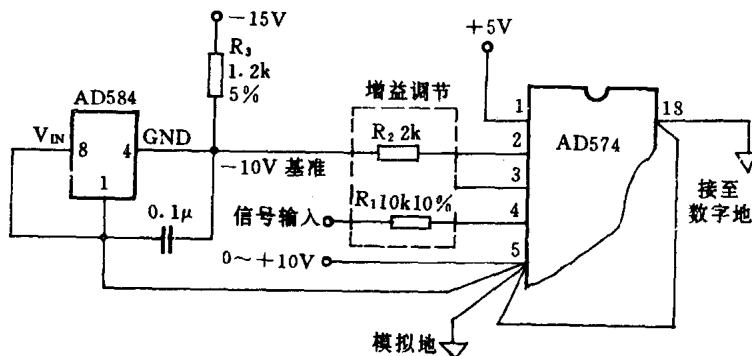 -15V
R₃
1.2k
5%
AD584
V_IN
8
4
GND
1
0.1μ
-10V 基准
增益调节
R₂ 2k
R₁10k10%
信号输入
0～+10V
+5V
1
2
3
4
5
AD574
18
接至
数字地
模拟地